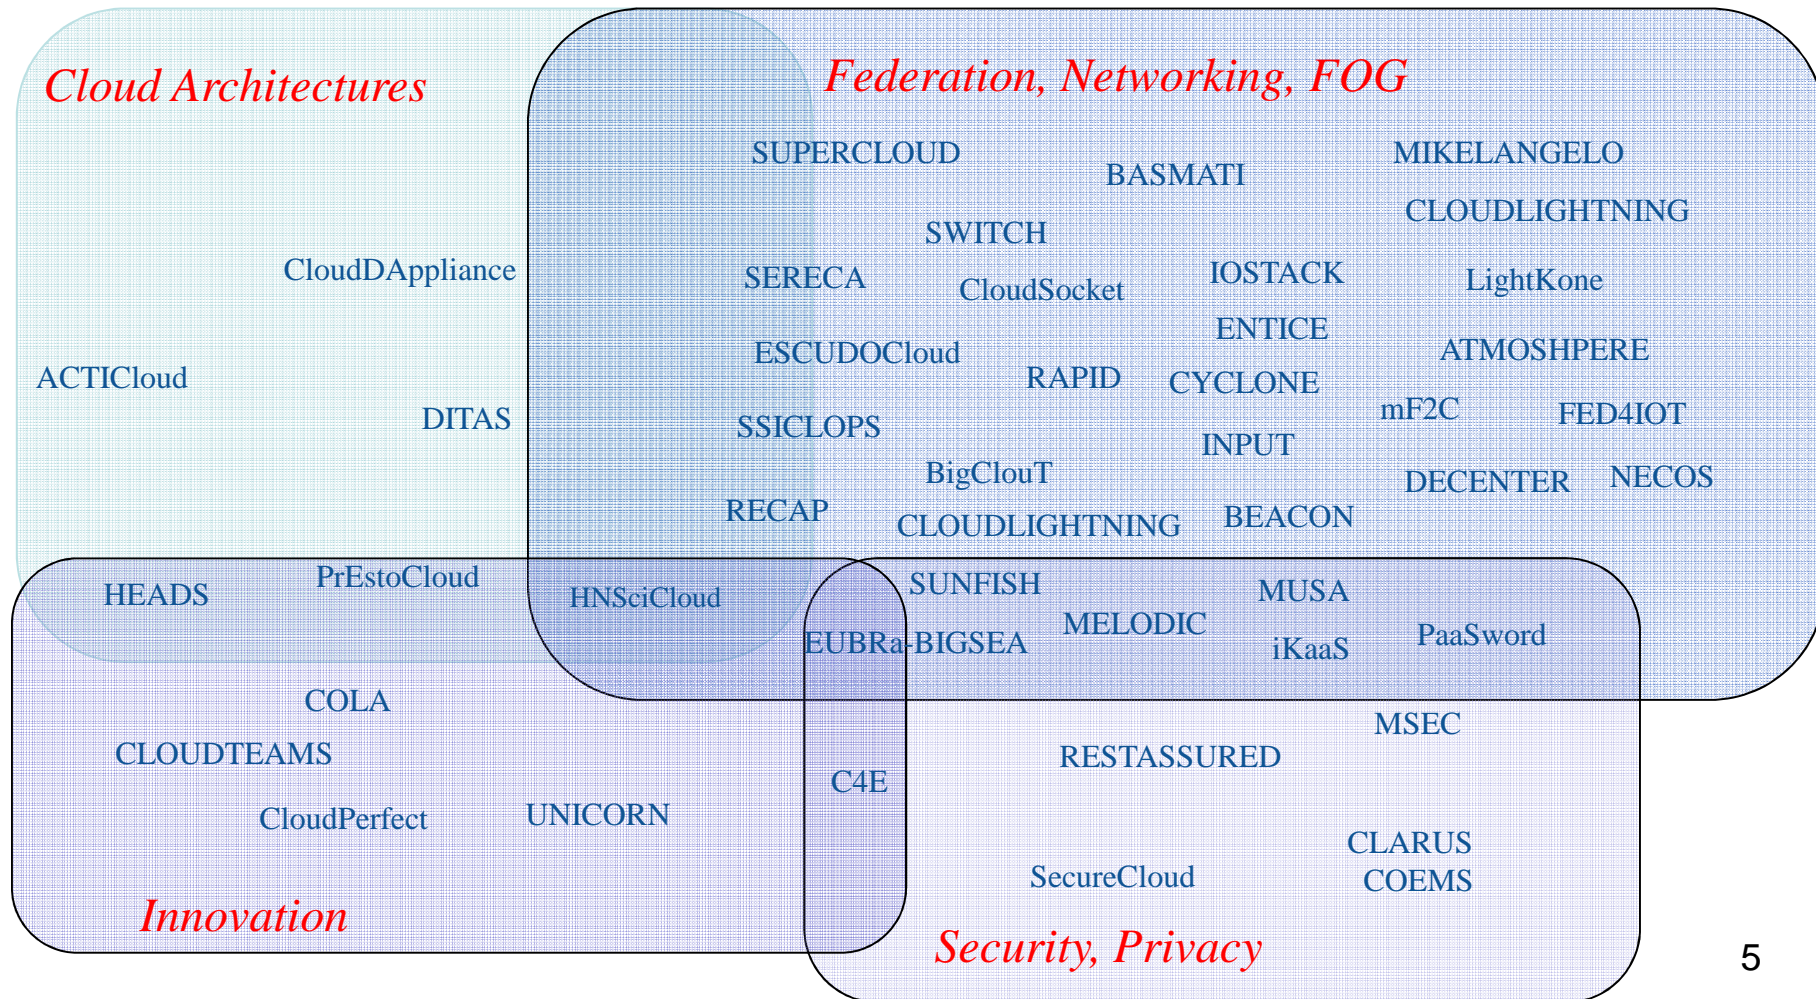 Cloud Architectures
Federation, Networking, FOG
SUPERCLOUD
BASMATI
MIKELANGELO
CLOUDLIGHTNING
SWITCH
CloudDAppliance
SERECA
CloudSocket
IOSTACK
LightKone
ENTICE
ESCUDOCloud
ATMOSHPERE
ACTICloud
RAPID
CYCLONE
mF2C
FED4IOT
DITAS
SSICLOPS
INPUT
BigClouT
DECENTER
NECOS
RECAP
CLOUDLIGHTNING
BEACON
HEADS
PrEstoCloud
HNSciCloud
SUNFISH
MUSA
EUBRa-BIGSEA
MELODIC
iKaaS
PaaSword
COLA
MSEC
CLOUDTEAMS
RESTASSURED
C4E
CloudPerfect
UNICORN
CLARUS
SecureCloud
COEMS
Innovation
Security, Privacy
5